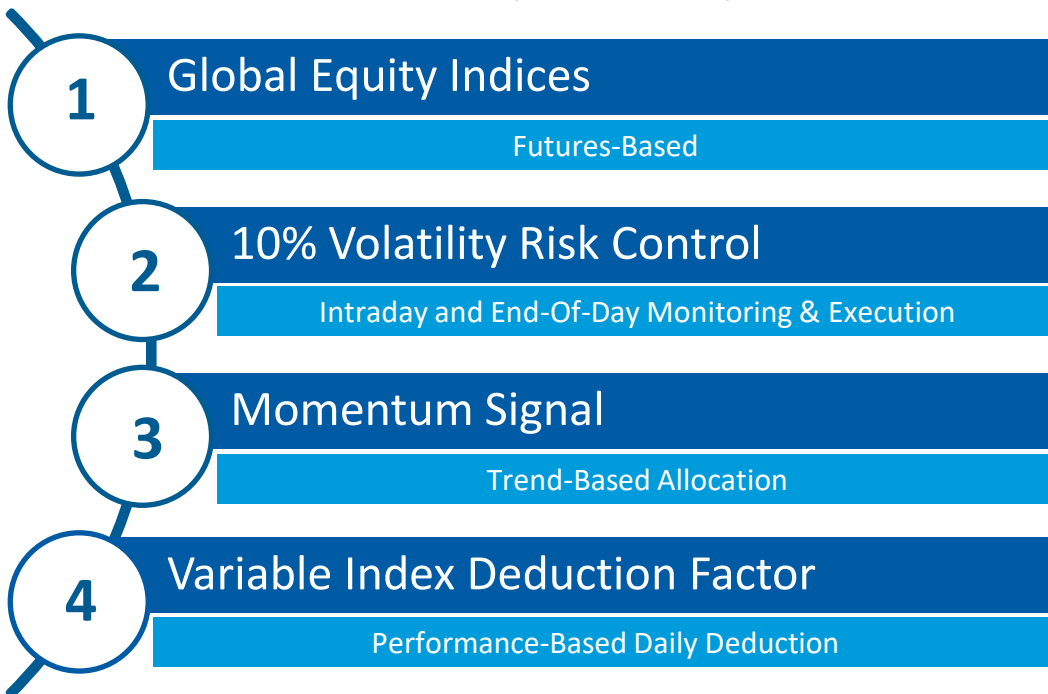 1
Global Equity Indices
Futures-Based
2
10% Volatility Risk Control
Intraday and End-Of-Day Monitoring & Execution
3
Momentum Signal
Trend-Based Allocation
4
Variable Index Deduction Factor
Performance-Based Daily Deduction